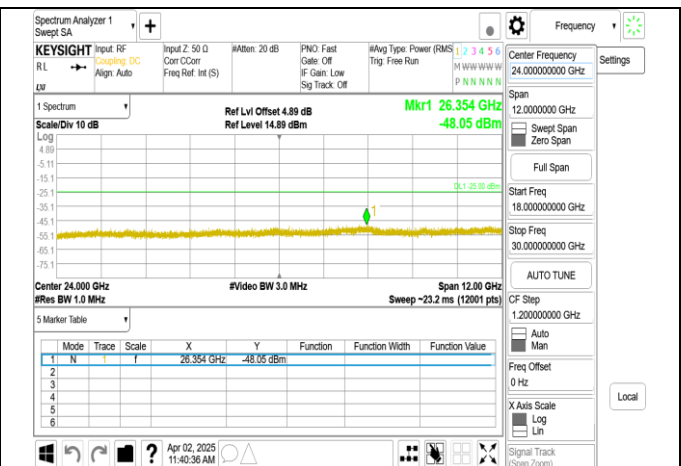 Spectrum Analyzer 1
Swept SA
+
Frequency
KEYSIGHT
RL
LXI
Input: RF
Coupling: DC
Align: Auto
Input Z: 50 Ω
Corr CCorr
Freq Ref: Int (S)
#Atten: 20 dB
PNO: Fast
Gate: Off
IF Gain: Low
Sig Track: Off
#Avg Type: Power (RMS
Trig: Free Run
1 2 3 4 5 6
M W W W W W
P N N N N N
1 Spectrum
Scale/Div 10 dB
Log
Ref Lvl Offset 4.89 dB
Ref Level 14.89 dBm
Mkr1 26.354 GHz
-48.05 dBm
4.89
-5.11
-15.1
-25.1
-35.1
-45.1
-55.1
-65.1
-75.1
DL1 -25.00 dBm
1
Center 24.000 GHz
#Res BW 1.0 MHz
#Video BW 3.0 MHz
Span 12.00 GHz
Sweep ~23.2 ms (12001 pts)
5 Marker Table
Mode Trace Scale X Y Function Function Width Function Value
1 N 1 f 26.354 GHz -48.05 dBm
2
3
4
5
6
?
Apr 02, 2025
11:40:36 AM
Center Frequency
24.000000000 GHz
Span
12.0000000 GHz
Swept Span
Zero Span
Full Span
Start Freq
18.000000000 GHz
Stop Freq
30.000000000 GHz
AUTO TUNE
CF Step
1.200000000 GHz
Auto
Man
Freq Offset
0 Hz
X Axis Scale
Log
Lin
Signal Track
(Span Zoom)
Settings
Local